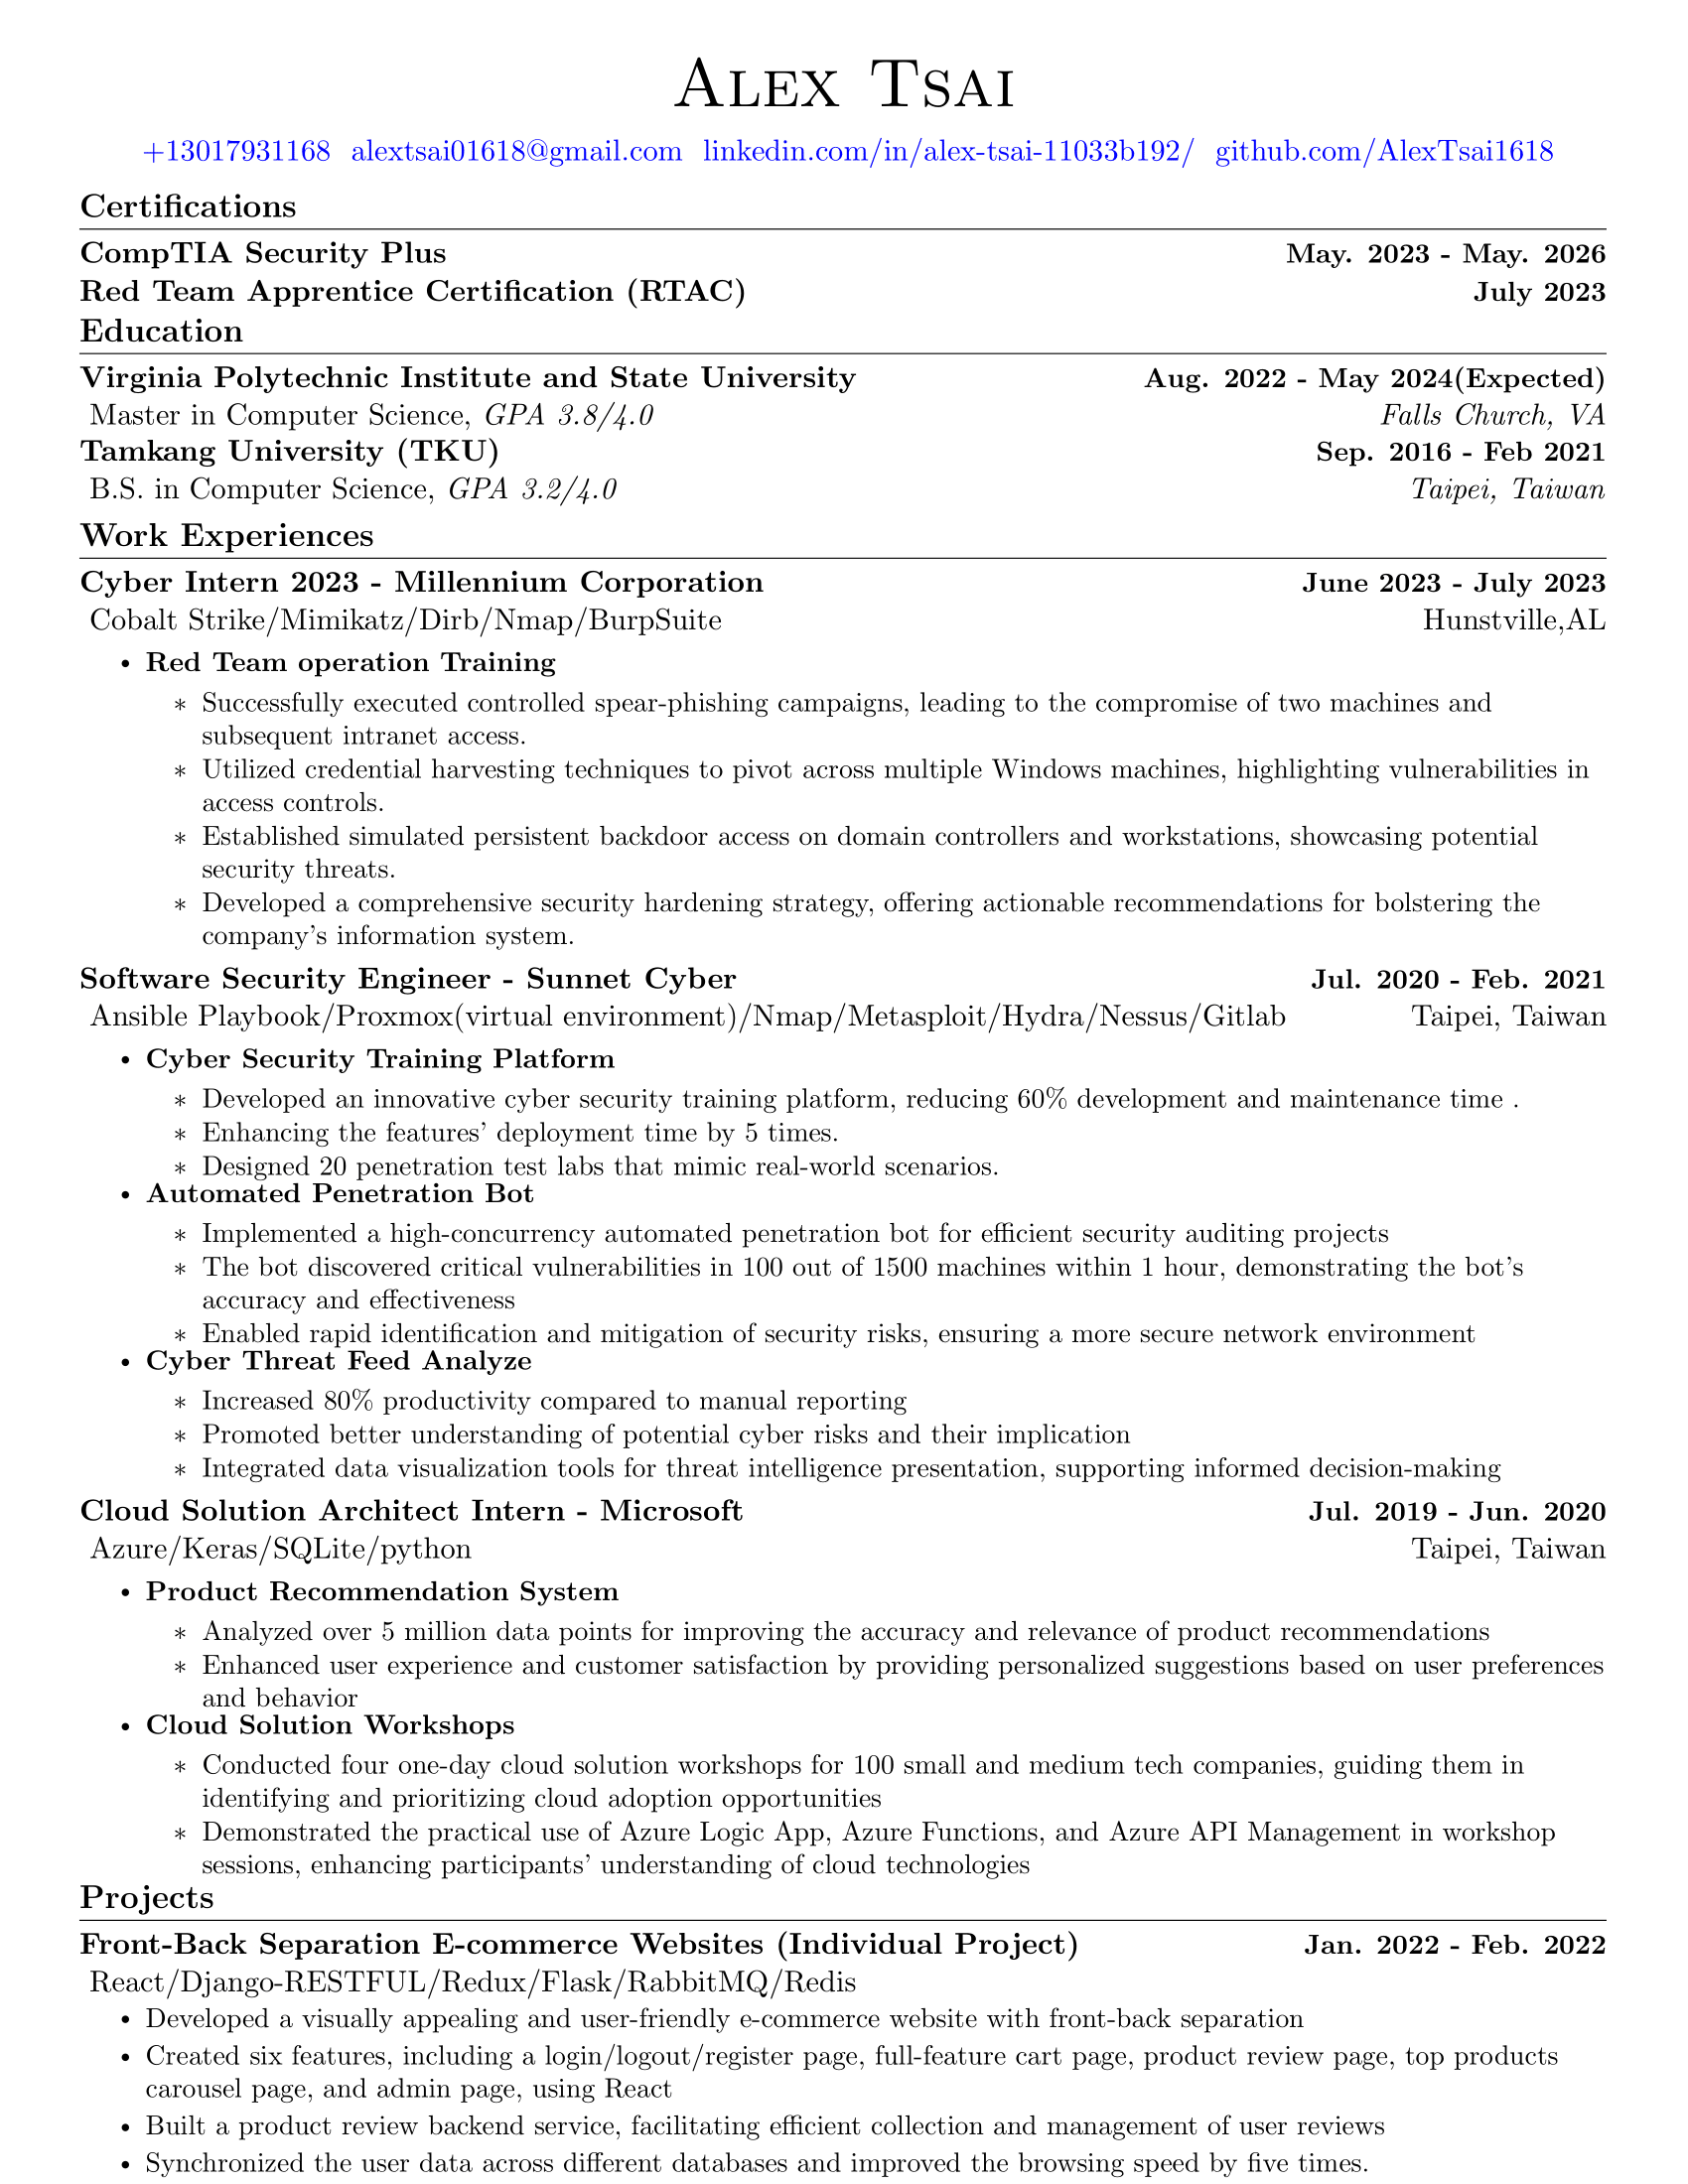 Alex Tsai
+13017931168 alextsai01618@gmail.com linkedin.com/in/alex-tsai-11033b192/ github.com/AlexTsai1618
Certifications
CompTIA Security Plus May. 2023 - May. 2026
Red Team Apprentice Certification (RTAC) July 2023
Education
Virginia Polytechnic Institute and State University Aug. 2022 - May 2024(Expected)
Master in Computer Science, GPA 3.8/4.0 Falls Church, VA
Tamkang University (TKU) Sep. 2016 - Feb 2021
B.S. in Computer Science, GPA 3.2/4.0 Taipei, Taiwan
Work Experiences
Cyber Intern 2023 - Millennium Corporation June 2023 - July 2023
Cobalt Strike/Mimikatz/Dirb/Nmap/BurpSuite Hunstville,AL
• Red Team operation Training
∗ Successfully executed controlled spear-phishing campaigns, leading to the compromise of two machines and
subsequent intranet access.
∗ Utilized credential harvesting techniques to pivot across multiple Windows machines, highlighting vulnerabilities in
access controls.
∗ Established simulated persistent backdoor access on domain controllers and workstations, showcasing potential
security threats.
∗ Developed a comprehensive security hardening strategy, offering actionable recommendations for bolstering the
company's information system.
Software Security Engineer - Sunnet Cyber Jul. 2020 - Feb. 2021
Ansible Playbook/Proxmox(virtual environment)/Nmap/Metasploit/Hydra/Nessus/Gitlab Taipei, Taiwan
• Cyber Security Training Platform
∗ Developed an innovative cyber security training platform, reducing 60% development and maintenance time .
∗ Enhancing the features' deployment time by 5 times.
∗ Designed 20 penetration test labs that mimic real-world scenarios.
• Automated Penetration Bot
∗ Implemented a high-concurrency automated penetration bot for efficient security auditing projects
∗ The bot discovered critical vulnerabilities in 100 out of 1500 machines within 1 hour, demonstrating the bot's
accuracy and effectiveness
∗ Enabled rapid identification and mitigation of security risks, ensuring a more secure network environment
• Cyber Threat Feed Analyze
∗ Increased 80% productivity compared to manual reporting
∗ Promoted better understanding of potential cyber risks and their implication
∗ Integrated data visualization tools for threat intelligence presentation, supporting informed decision-making
Cloud Solution Architect Intern - Microsoft Jul. 2019 - Jun. 2020
Azure/Keras/SQLite/python Taipei, Taiwan
• Product Recommendation System
∗ Analyzed over 5 million data points for improving the accuracy and relevance of product recommendations
∗ Enhanced user experience and customer satisfaction by providing personalized suggestions based on user preferences
and behavior
• Cloud Solution Workshops
∗ Conducted four one-day cloud solution workshops for 100 small and medium tech companies, guiding them in
identifying and prioritizing cloud adoption opportunities
∗ Demonstrated the practical use of Azure Logic App, Azure Functions, and Azure API Management in workshop
sessions, enhancing participants' understanding of cloud technologies
Projects
Front-Back Separation E-commerce Websites (Individual Project) Jan. 2022 - Feb. 2022
React/Django-RESTFUL/Redux/Flask/RabbitMQ/Redis
• Developed a visually appealing and user-friendly e-commerce website with front-back separation
• Created six features, including a login/logout/register page, full-feature cart page, product review page, top products
carousel page, and admin page, using React
• Built a product review backend service, facilitating efficient collection and management of user reviews
• Synchronized the user data across different databases and improved the browsing speed by five times.